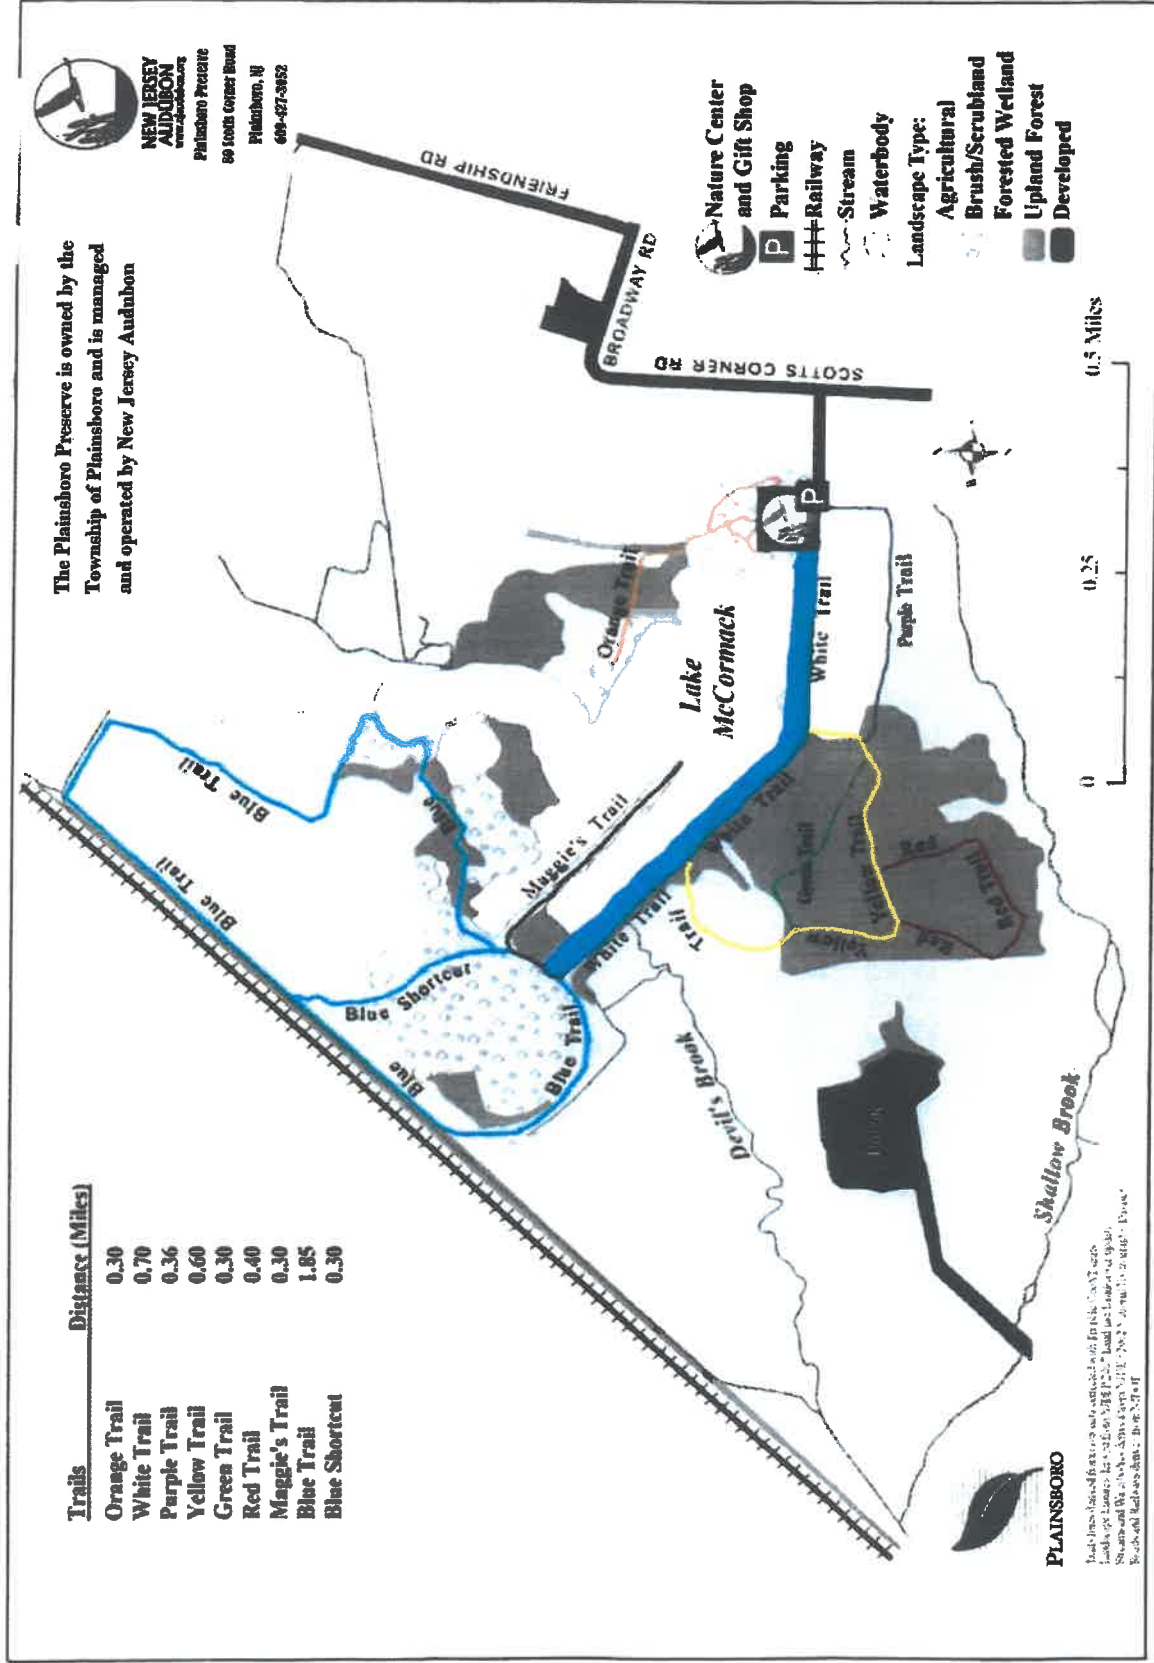 Trails Distance (Miles)
Orange Trail 0.30
White Trail 0.70
Purple Trail 0.36
Yellow Trail 0.60
Green Trail 0.30
Red Trail 0.40
Maggie's Trail 0.30
Blue Trail 1.85
Blue Shortcut 0.30
The Plainsboro Preserve is owned by the
Township of Plainsboro and is managed
and operated by New Jersey Audubon
NEW JERSEY
AUDUBON
www.njaudubon.org
Plainsboro Preserve
80 Scotts Corner Road
Plainsboro, NJ
609-427-3052
Blue Trail
Blue Trail
Blue
Blue Shortcut
Blue
Blue Trail
Maggie's Trail
White Trail
White Trail
White Trail
Orange Trail
Lake
McCormack
FRIENDSHIP RD
BROADWAY RD
SCOTTS CORNER RD
P
Purple Trail
Green Trail
Yellow Trail
Yellow
Trail
Red
Red Trail
Red
Devil's Brook
Shallow Brook
Nature Center
and Gift Shop
P Parking
Railway
Stream
Waterbody
Landscape Type:
Agricultural
Brush/Scrubland
Forested Wetland
Upland Forest
Developed
N
0 0.25 0.5 Miles
PLAINSBORO